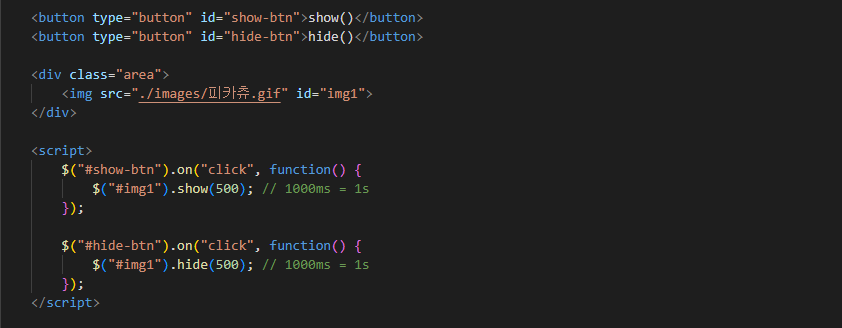 <button type="button" id="show-btn">show()</button>
<button type="button" id="hide-btn">hide()</button>
<div class="area">
<img src="./images/피카츄.gif" id="img1">
</div>
<script>
$("#show-btn").on("click", function() {
$("#img1").show(500); // 1000ms = 1s
});
$("#hide-btn").on("click", function() {
$("#img1").hide(500); // 1000ms = 1s
});
</script>